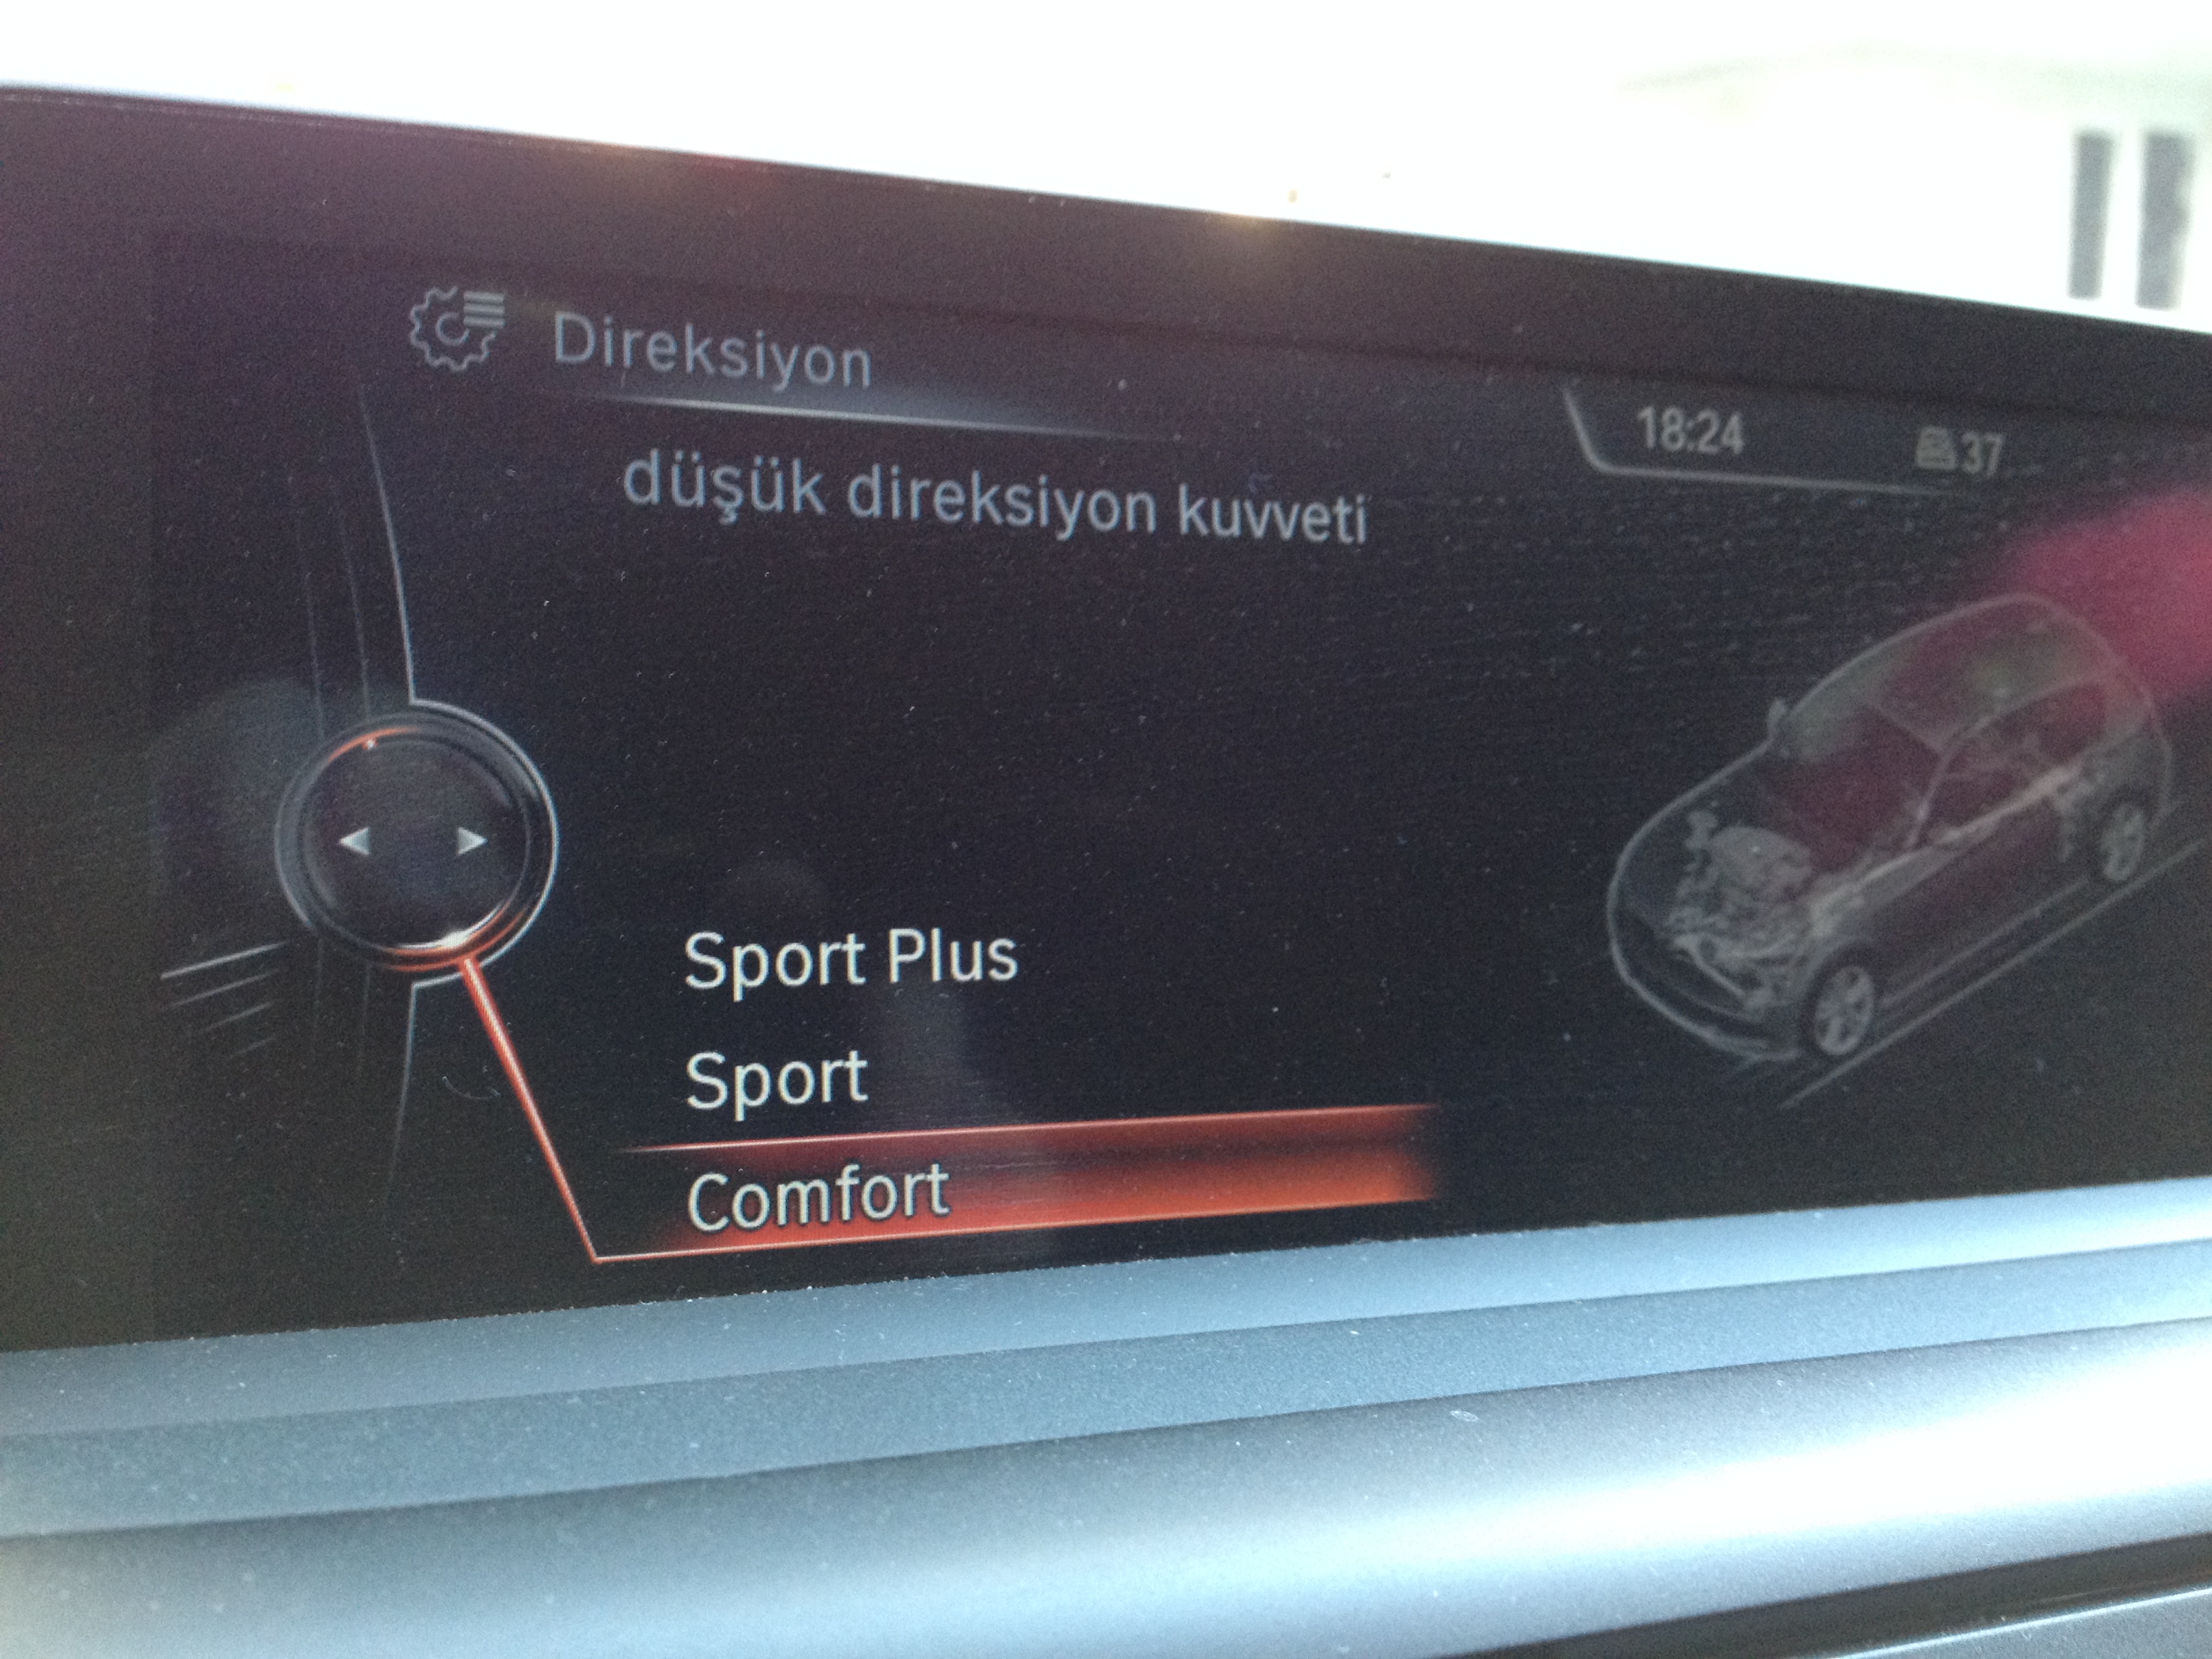 Direksiyon
18:24 37
düşük direksiyon kuvveti
Sport Plus
Sport
Comfort